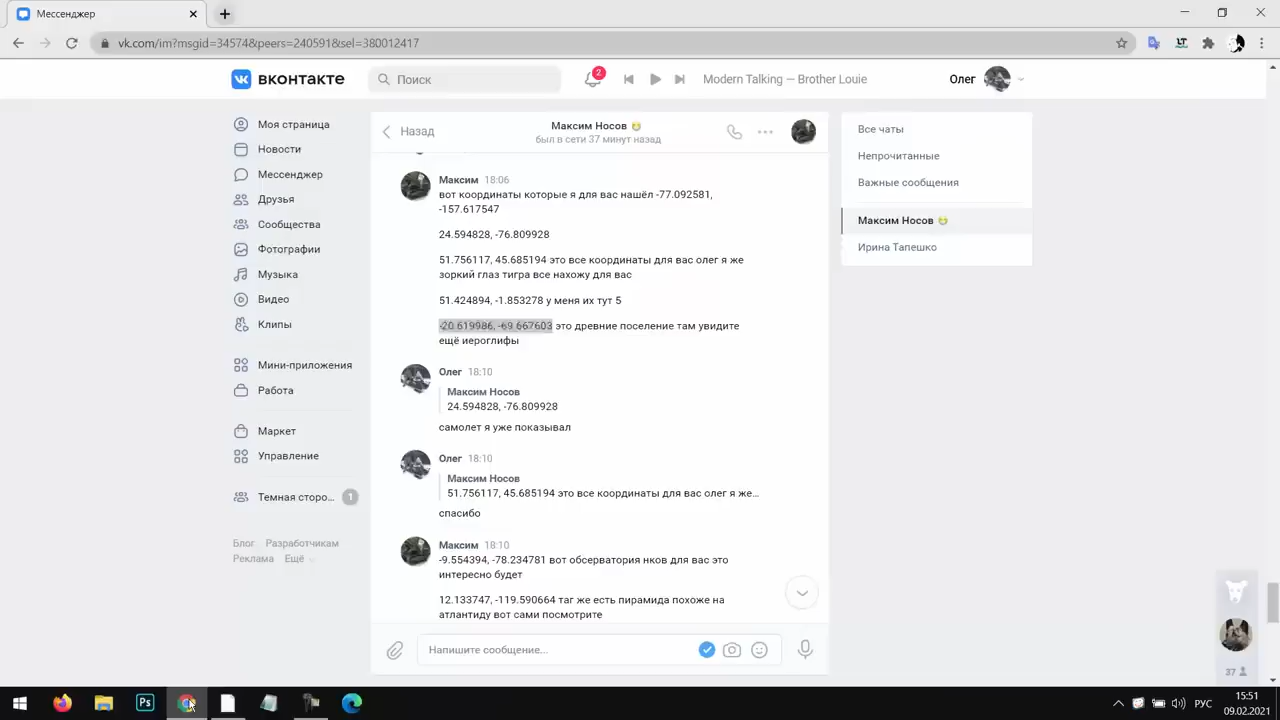 Мессенджер
vk.com/im?msgid=34574&peers=240591&sel=380012417
вконтакте
Поиск
2
Modern Talking — Brother Louie
Олег
Моя страница
Новости
Мессенджер
Друзья
Сообщества
Фотографии
Музыка
Видео
Клипы
Мини-приложения
Работа
Маркет
Управление
Темная сторо... 1
Блог Разработчикам
Реклама Ещё
Назад
Максим Носов
был в сети 37 минут назад
Максим 18:06
вот координаты которые я для вас нашёл -77.092581,
-157.617547
24.594828, -76.809928
51.756117, 45.685194 это все координаты для вас олег я же
зоркий глаз тигра все нахожу для вас
51.424894, -1.853278 у меня их тут 5
-20.619986, -69.667603 это древние поселение там увидите
ещё иероглифы
Олег 18:10
Максим Носов
24.594828, -76.809928
самолет я уже показывал
Олег 18:10
Максим Носов
51.756117, 45.685194 это все координаты для вас олег я же...
спасибо
Максим 18:10
-9.554394, -78.234781 вот обсерватория нков для вас это
интересно будет
12.133747, -119.590664 таг же есть пирамида похоже на
атлантиду вот сами посмотрите
Напишите сообщение...
Все чаты
Непрочитанные
Важные сообщения
Максим Носов
Ирина Тапешко
37
Ps
РУС
15:51
09.02.2021